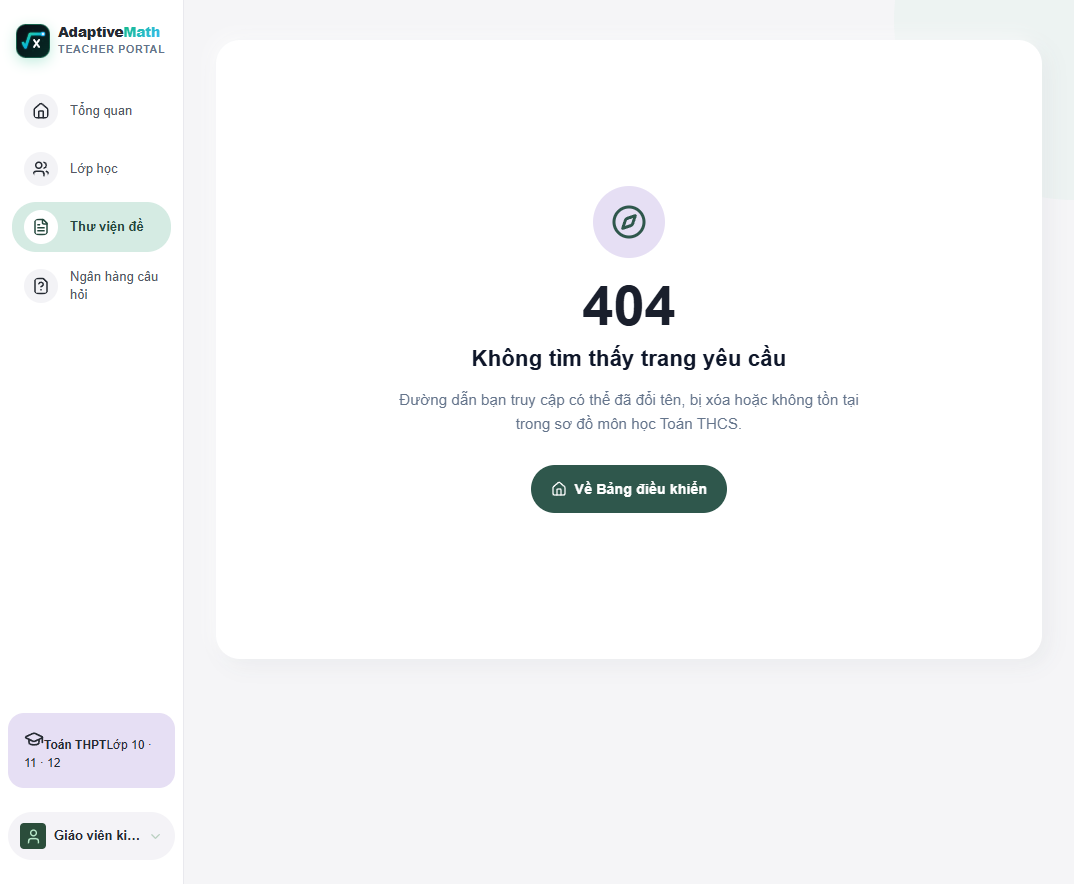 AdaptiveMath
TEACHER PORTAL
Tổng quan
Lớp học
Thư viện đề
Ngân hàng câu
hỏi
404
Không tìm thấy trang yêu cầu
Đường dẫn bạn truy cập có thể đã đổi tên, bị xóa hoặc không tồn tại
trong sơ đồ môn học Toán THCS.
Về Bảng điều khiển
Toán THPTLớp 10 ·
11 · 12
Giáo viên ki...